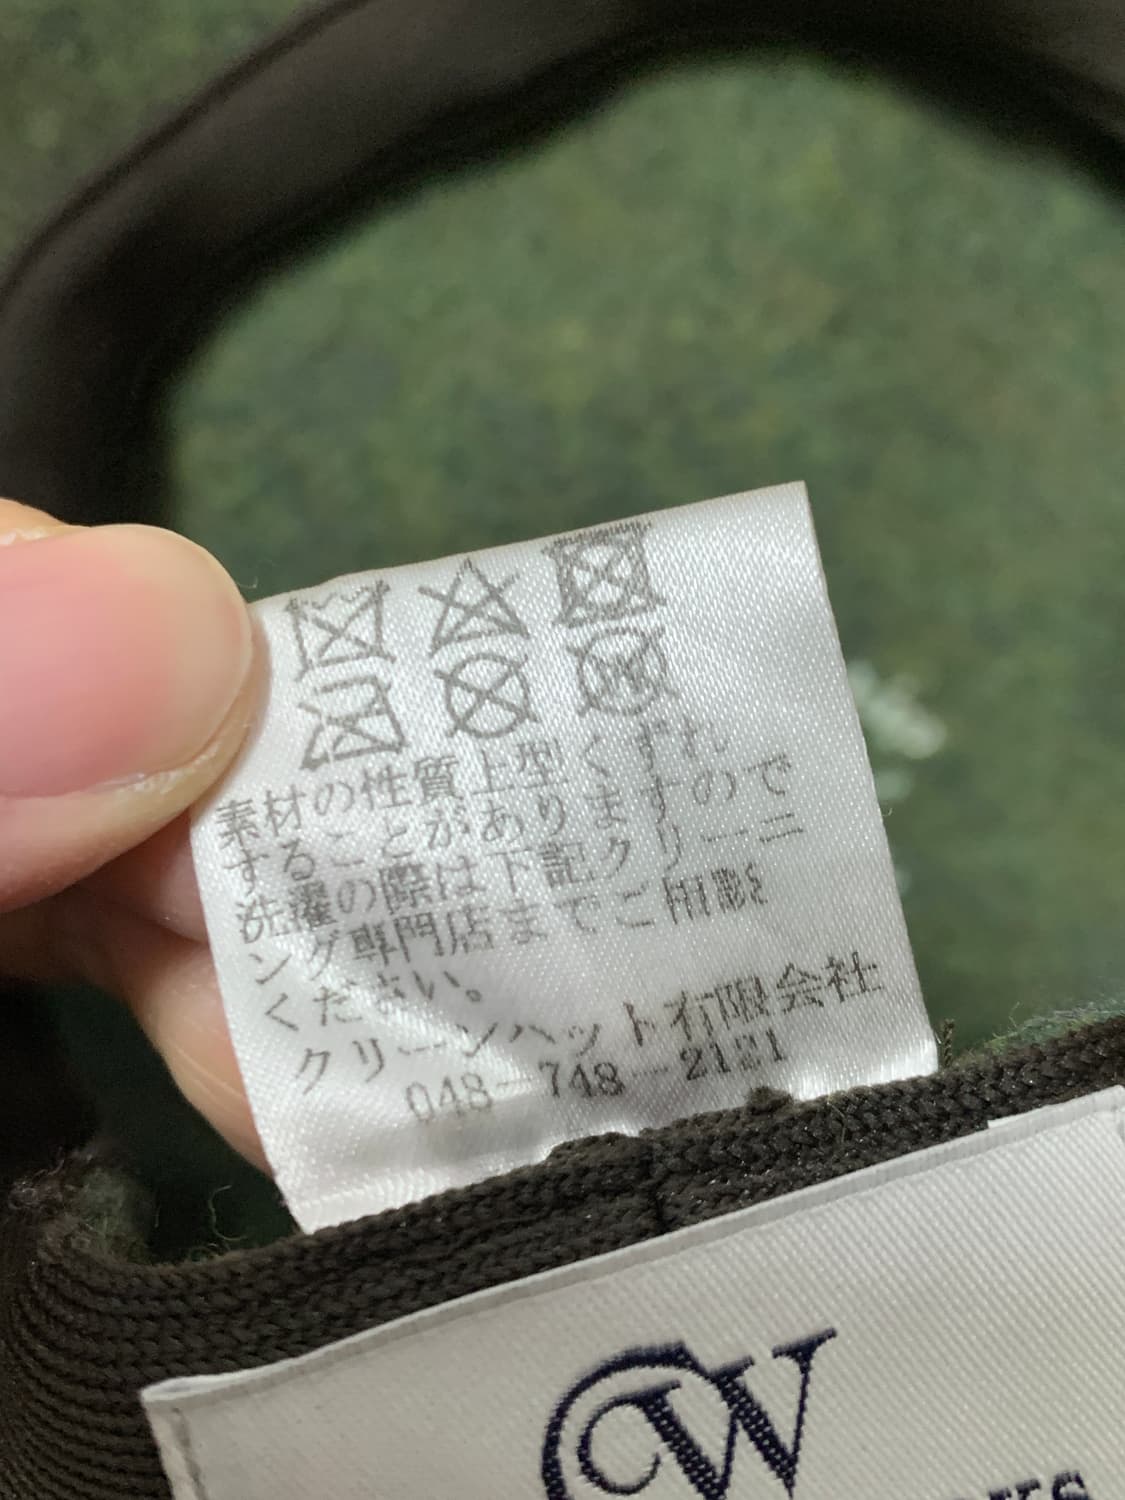 素材の性質上型くずれ
することがありますので
洗濯の際は下記クリーニ
ング専門店までご相談
ください。
クリーンハット有限会社
048-748-2121
W